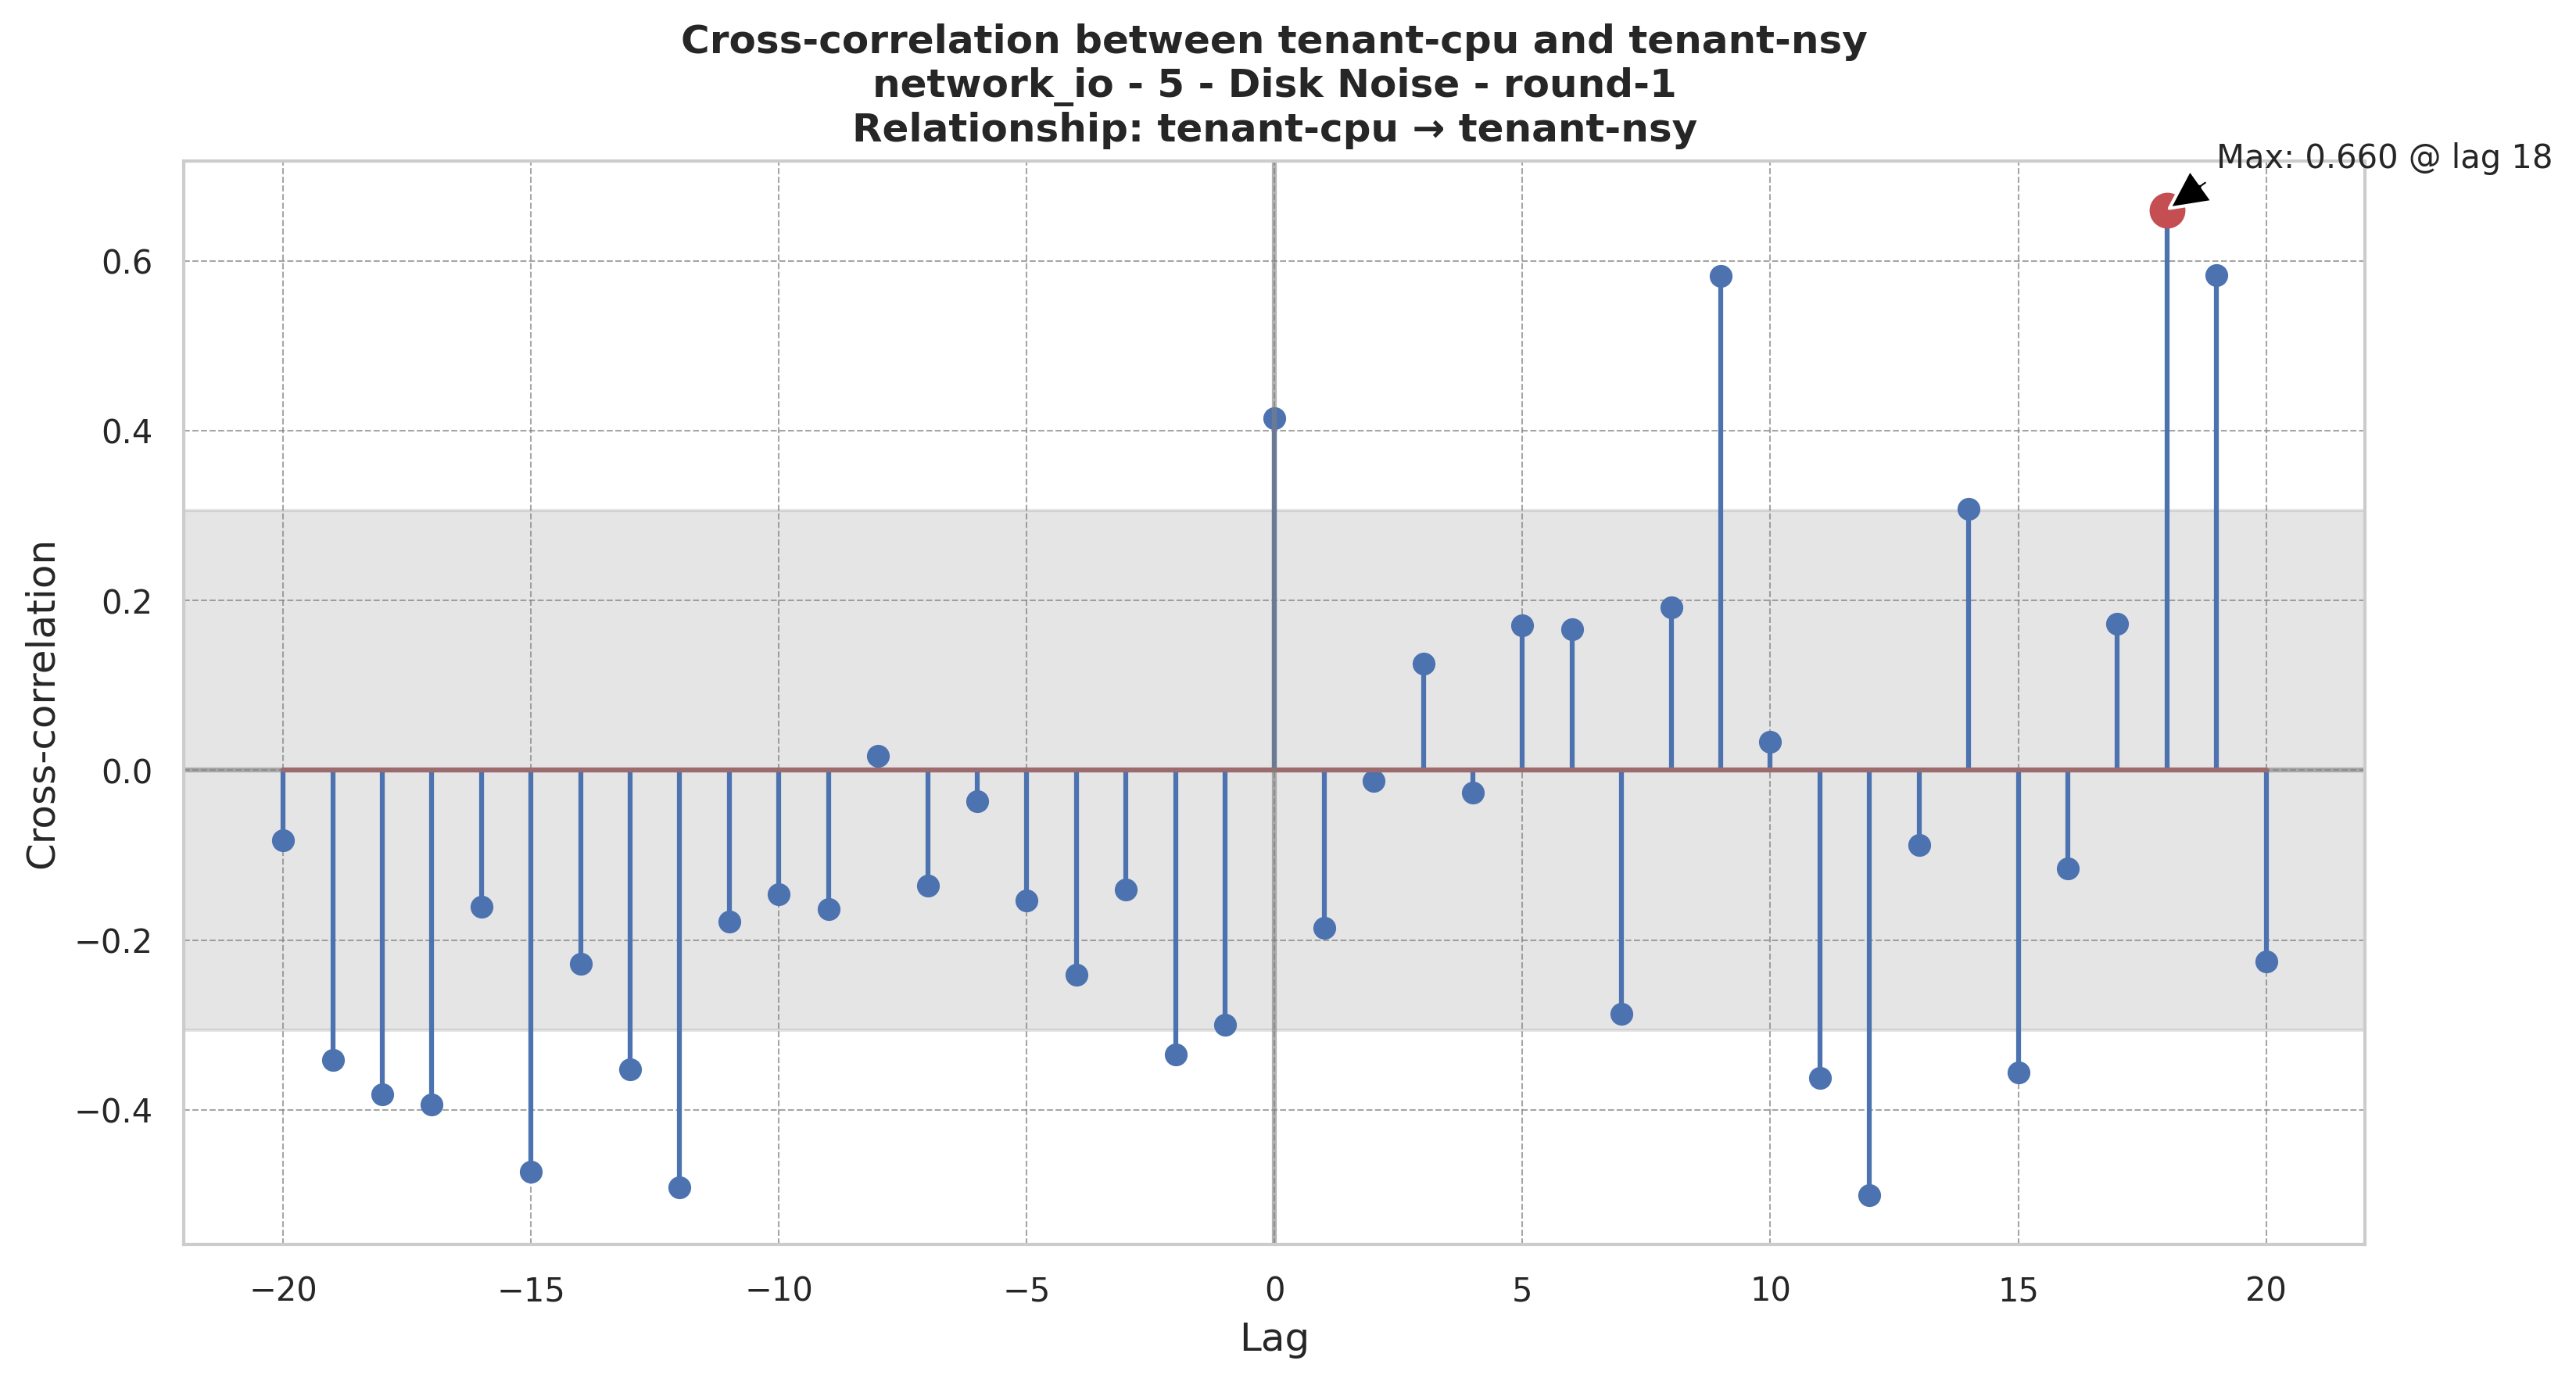 Cross-correlation between tenant-cpu and tenant-nsy
network_io - 5 - Disk Noise - round-1
Relationship: tenant-cpu → tenant-nsy
Max: 0.660 @ lag 18
0.6
0.4
0.2
0.0
−0.2
−0.4
Cross-correlation
−20 −15 −10 −5 0 5 10 15 20
Lag